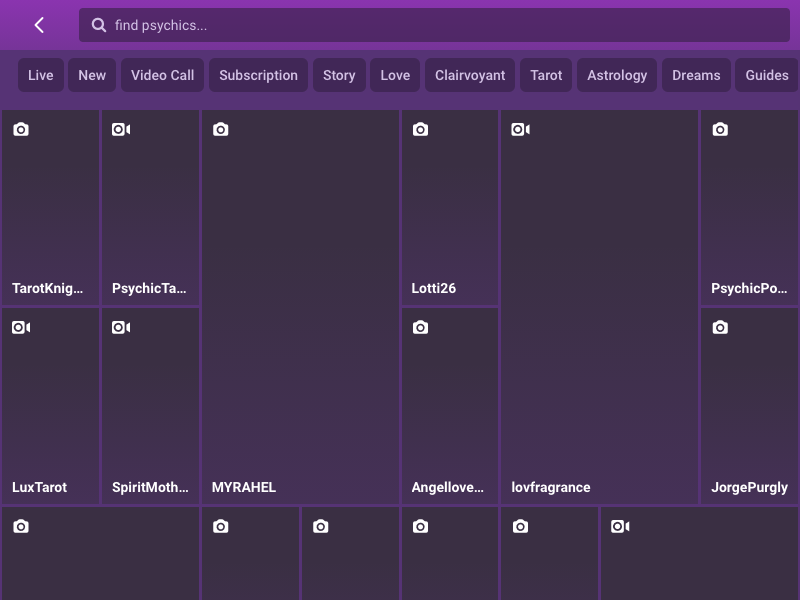 find psychics...
Live New Video Call Subscription Story Love Clairvoyant Tarot Astrology Dreams Guides
TarotKnig... PsychicTa... Lotti26 PsychicPo...
LuxTarot SpiritMoth... MYRAHEL Angellove... lovfragrance JorgePurgly